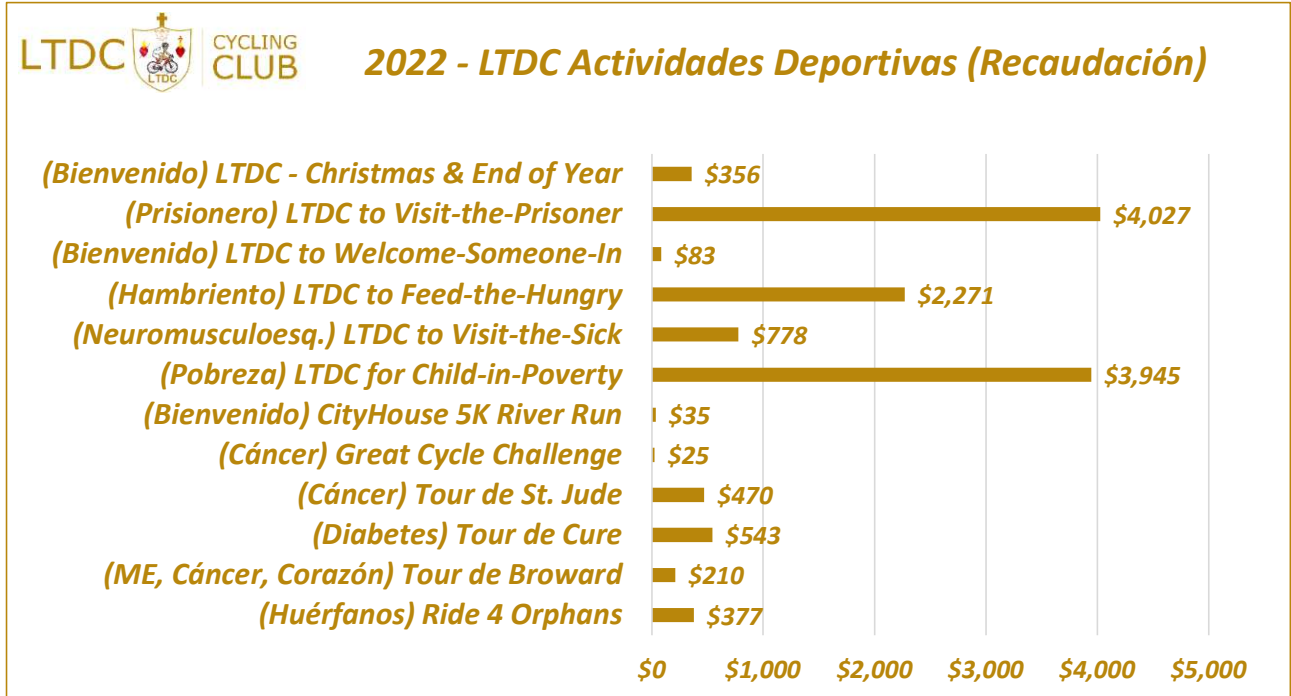 LTDC
LTDC
CYCLING
CLUB
2022 - LTDC Actividades Deportivas (Recaudación)
(Bienvenido) LTDC - Christmas & End of Year $356
(Prisionero) LTDC to Visit-the-Prisoner $4,027
(Bienvenido) LTDC to Welcome-Someone-In $83
(Hambriento) LTDC to Feed-the-Hungry $2,271
(Neuromusculoesq.) LTDC to Visit-the-Sick $778
(Pobreza) LTDC for Child-in-Poverty $3,945
(Bienvenido) CityHouse 5K River Run $35
(Cáncer) Great Cycle Challenge $25
(Cáncer) Tour de St. Jude $470
(Diabetes) Tour de Cure $543
(ME, Cáncer, Corazón) Tour de Broward $210
(Huérfanos) Ride 4 Orphans $377
$0 $1,000 $2,000 $3,000 $4,000 $5,000